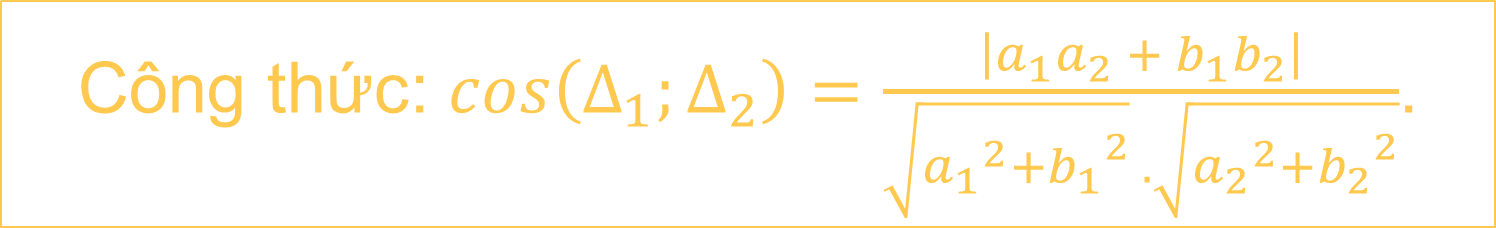 Công thức: cos(Δ₁; Δ₂) = |a₁a₂ + b₁b₂| / √(a₁²+b₁²) . √(a₂²+b₂²) .